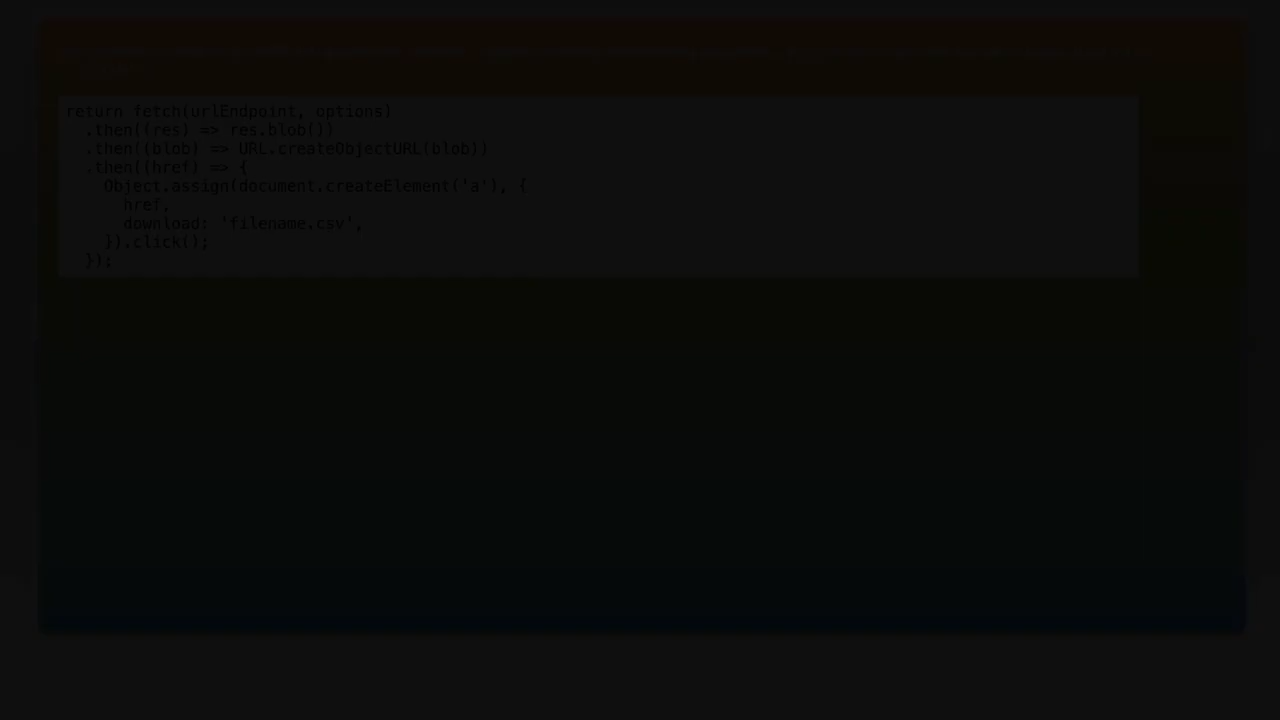 return fetch(urlEndpoint, options)
  .then((res) => res.blob())
  .then((blob) => URL.createObjectURL(blob))
  .then((href) => {
    Object.assign(document.createElement('a'), {
      href,
      download: 'filename.csv',
    }).click();
  });